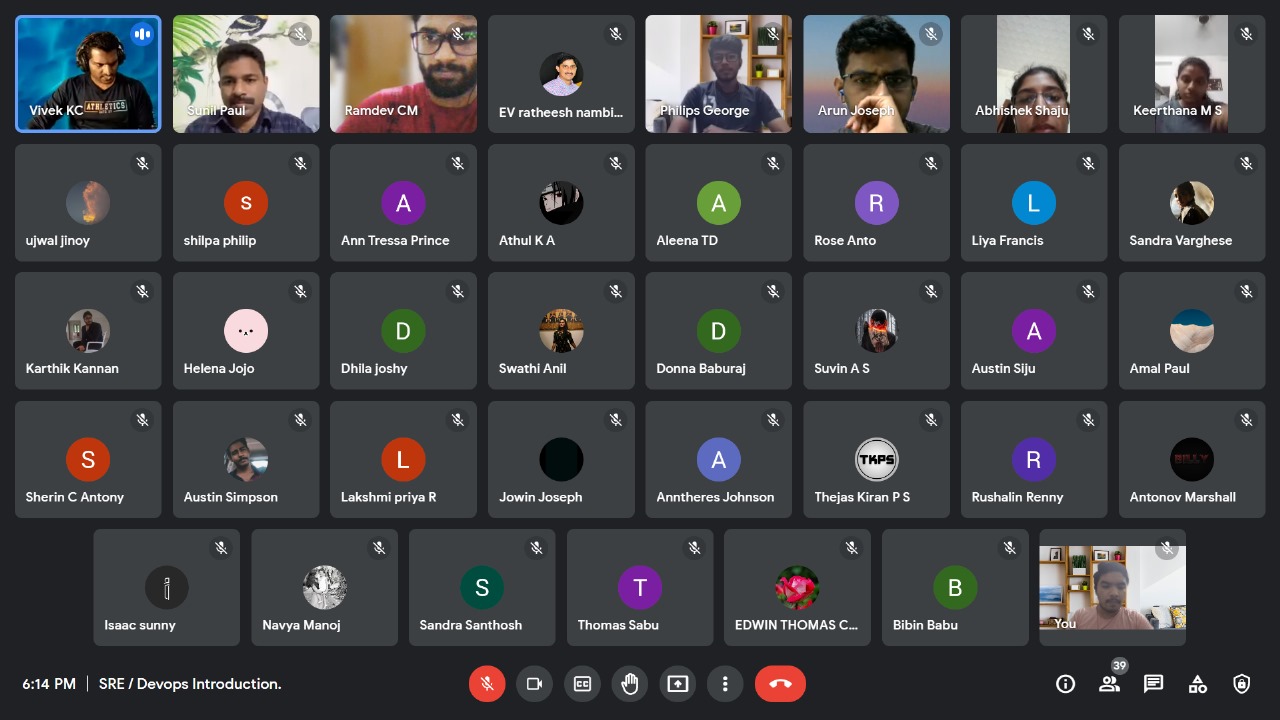 Vivek KC
ATHLETICS
Sunil Paul
Ramdev CM
EV ratheesh nambi...
Philips George
Arun Joseph
Abhishek Shaju
Keerthana M S
ujwal jinoy
s
shilpa philip
A
Ann Tressa Prince
Athul K A
A
Aleena TD
R
Rose Anto
L
Liya Francis
Sandra Varghese
Karthik Kannan
Helena Jojo
D
Dhila joshy
Swathi Anil
D
Donna Baburaj
Suvin A S
A
Austin Siju
Amal Paul
S
Sherin C Antony
Austin Simpson
L
Lakshmi priya R
Jowin Joseph
A
Anntheres Johnson
TKPS
Thejas Kiran P S
R
Rushalin Renny
BILLY
Antonov Marshall
i
Isaac sunny
Navya Manoj
S
Sandra Santhosh
T
Thomas Sabu
EDWIN THOMAS C...
B
Bibin Babu
You
6:14 PM | SRE / Devops Introduction.
CC
39